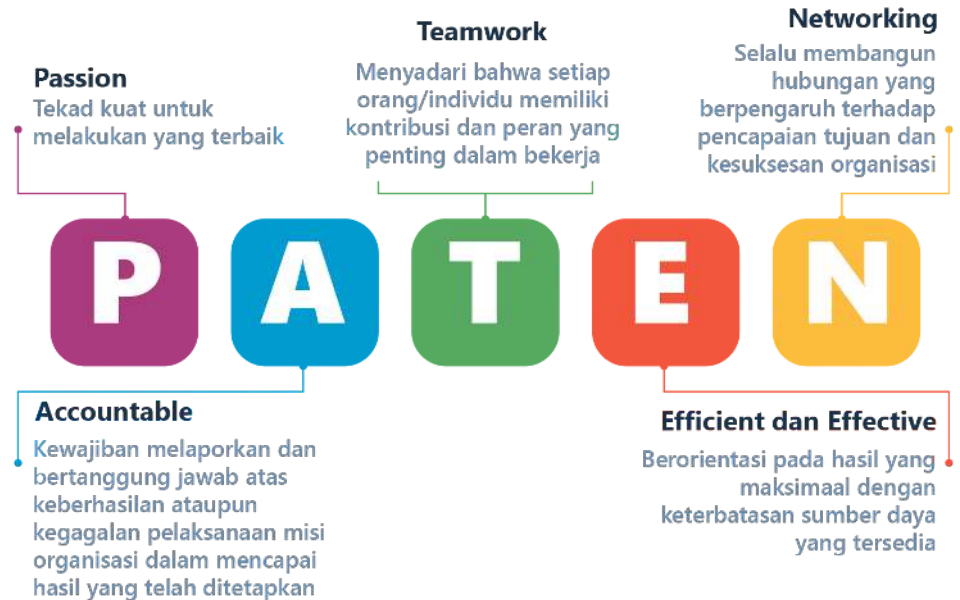 Passion
Tekad kuat untuk
melakukan yang terbaik
Teamwork
Menyadari bahwa setiap
orang/individu memiliki
kontribusi dan peran yang
penting dalam bekerja
Networking
Selalu membangun
hubungan yang
berpengaruh terhadap
pencapaian tujuan dan
kesuksesan organisasi
P A T E N
Accountable
Kewajiban melaporkan dan
bertanggung jawab atas
keberhasilan ataupun
kegagalan pelaksanaan misi
organisasi dalam mencapai
hasil yang telah ditetapkan
Efficient dan Effective
Berorientasi pada hasil yang
maksimaal dengan
keterbatasan sumber daya
yang tersedia